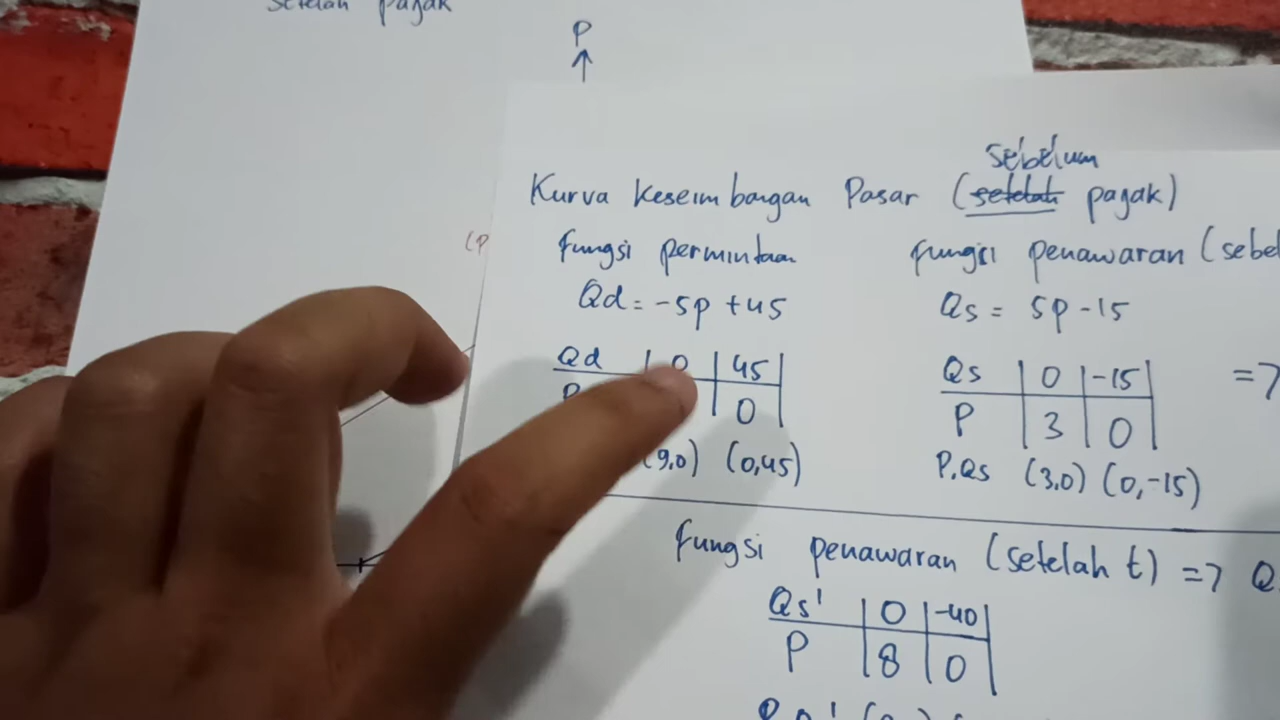 setelah pajak
P
Sebelum
Kurva Keseimbangan Pasar (setelah pajak)
fungsi permintaan
fungsi penawaran (sebel
Qd = -5p + 45
Qs = 5p - 15
Qd 0 45
P 0
(9,0) (0,45)
Qs 0 -15 =>
P 3 0
P.Qs (3,0) (0,-15)
fungsi penawaran (setelah t) => Q
Qs' 0 -40
P 8 0